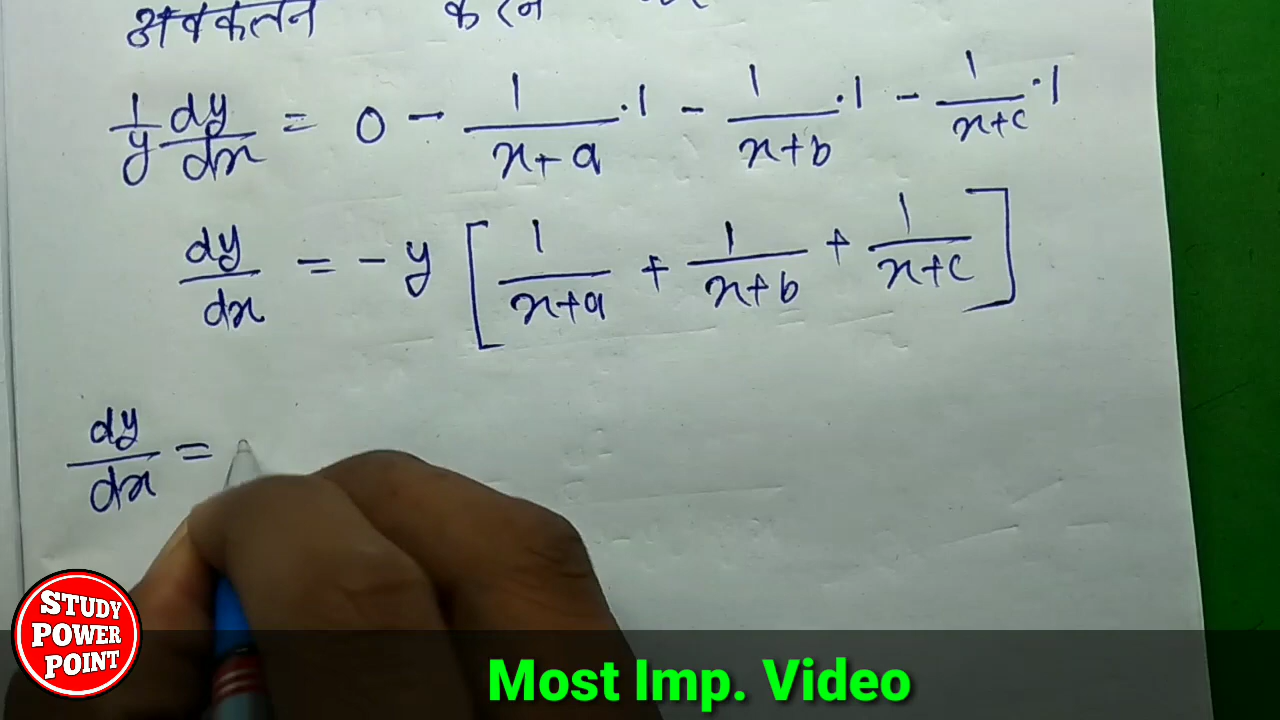 अवकलन करने पर
1/y dy/dx = 0 - 1/(x+a) .1 - 1/(x+b) .1 - 1/(x+c) .1
dy/dx = -y [ 1/(x+a) + 1/(x+b) + 1/(x+c) ]
dy/dx =
STUDY
POWER
POINT
Most Imp. Video